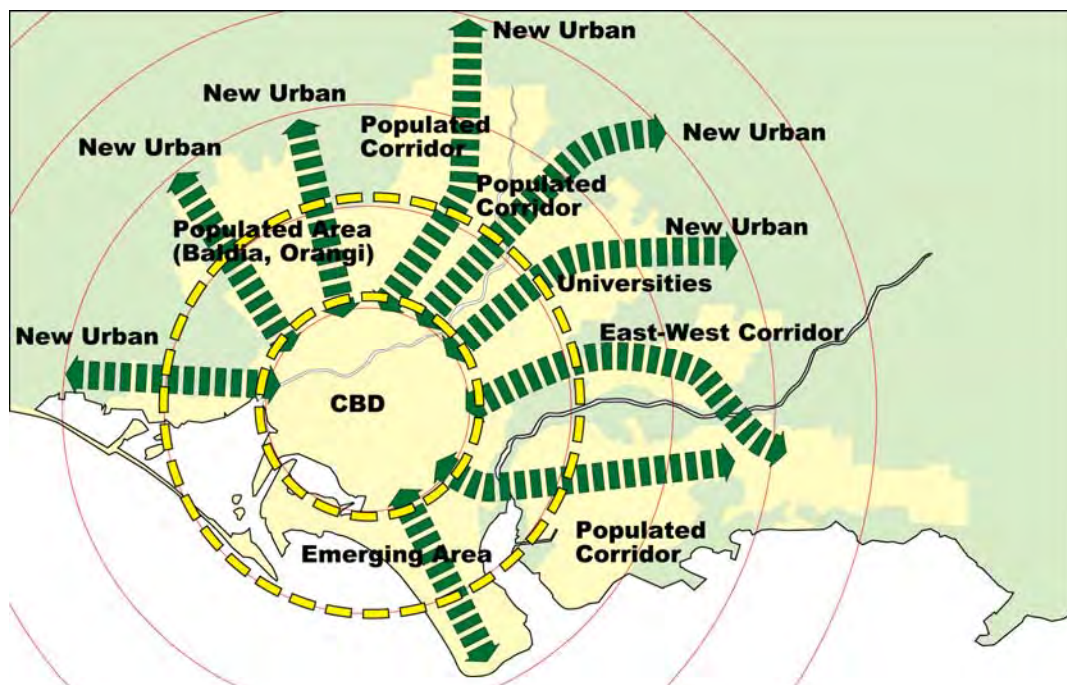 New Urban
New Urban
Populated
Corridor
New Urban
New Urban
Populated
Corridor
Populated Area
(Baldia, Orangi)
New Urban
Universities
New Urban
East-West Corridor
CBD
Populated
Corridor
Emerging Area